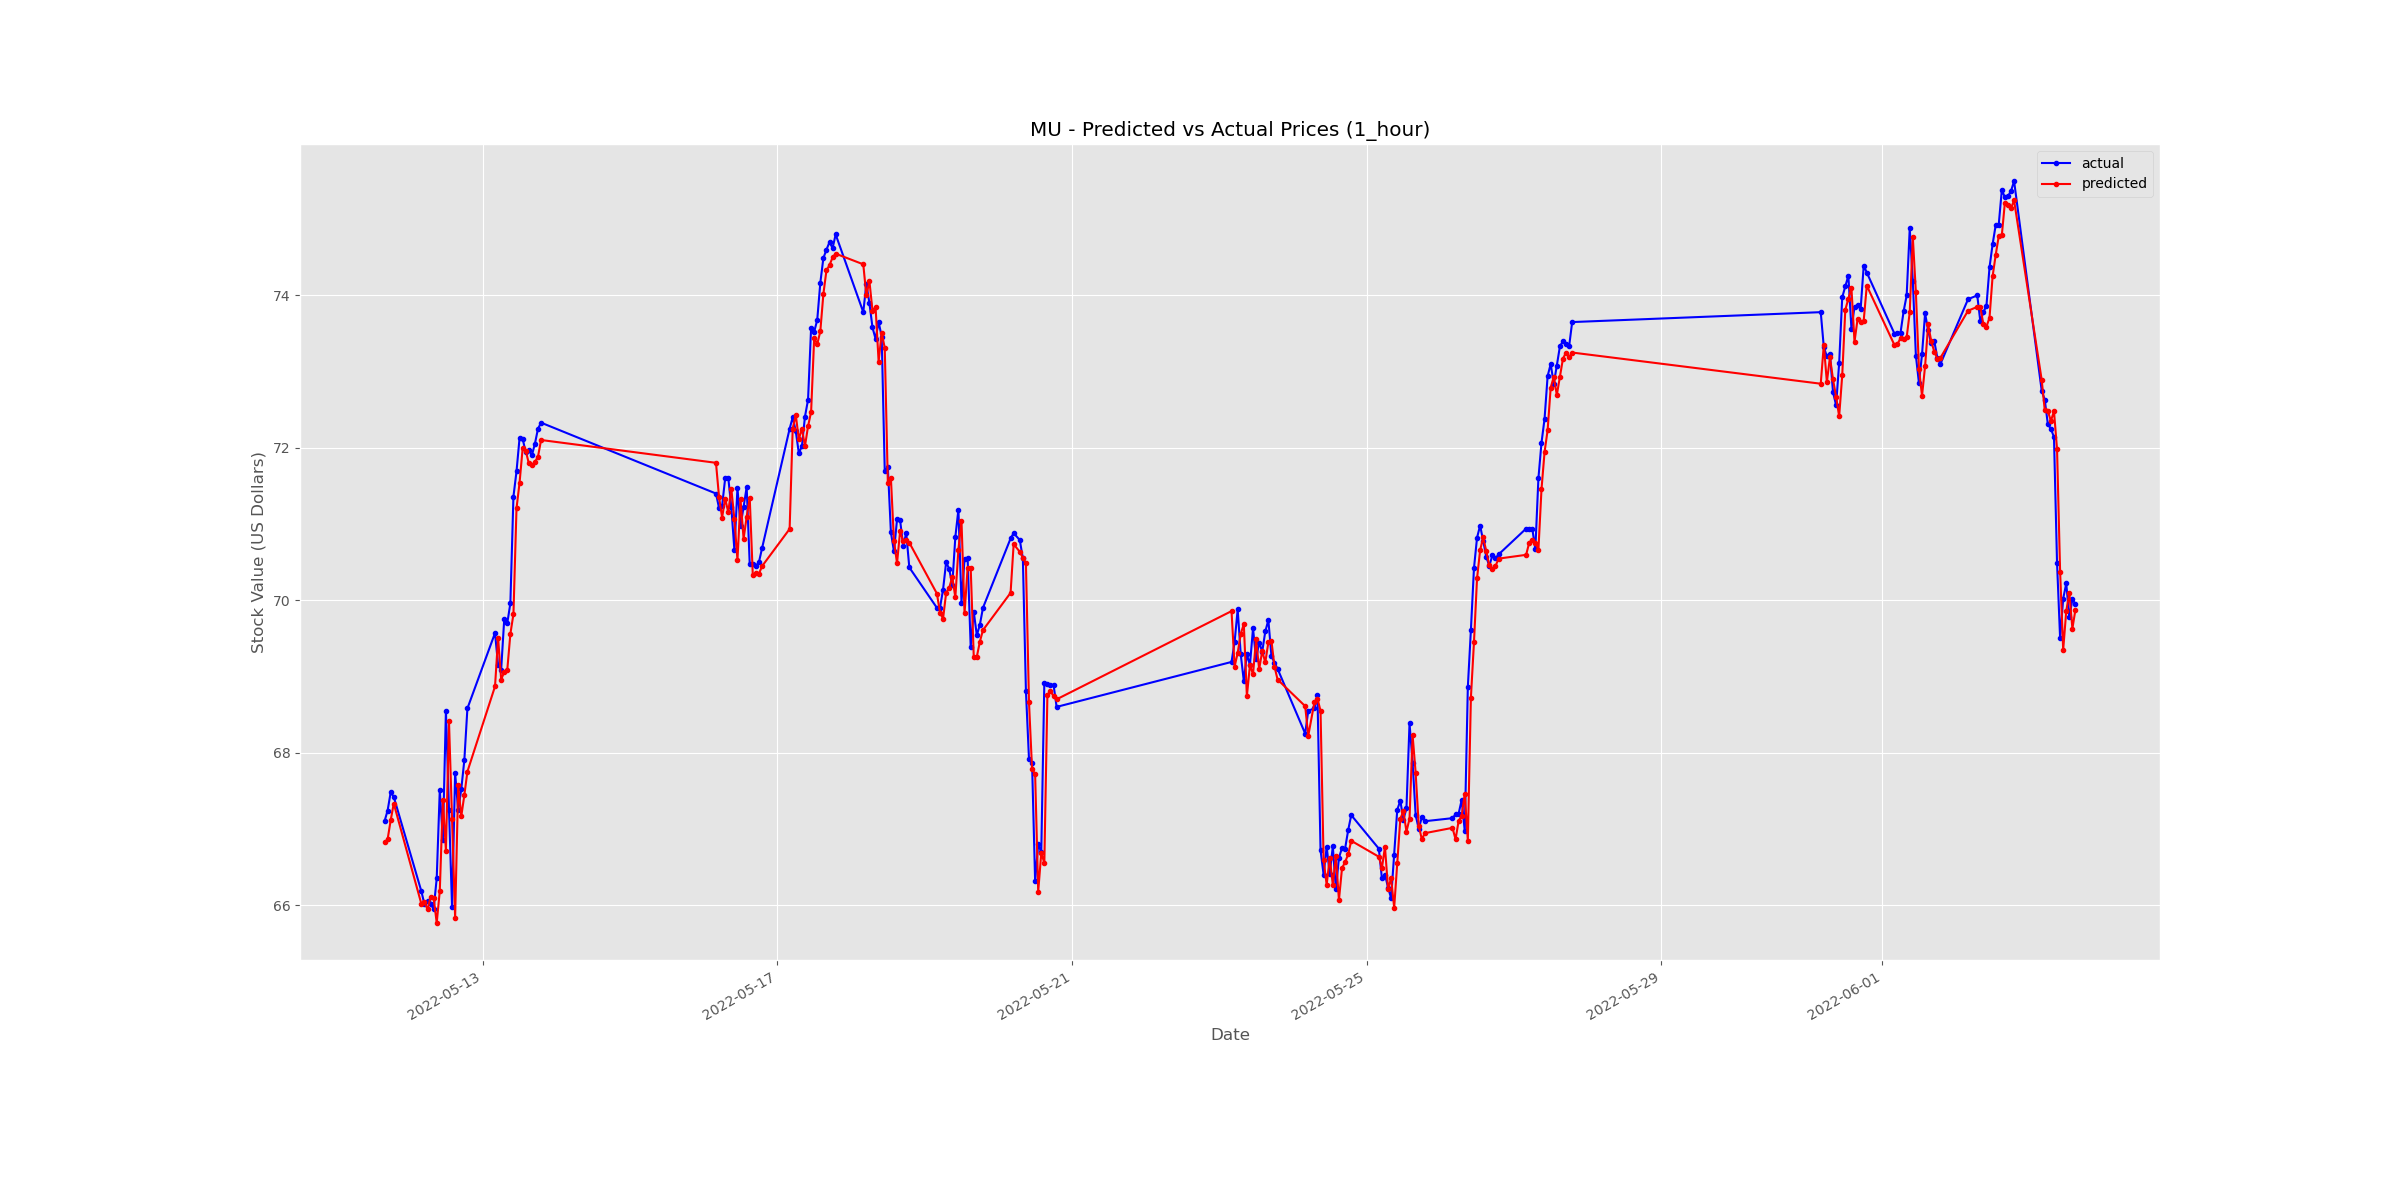 MU - Predicted vs Actual Prices (1_hour)
actual
predicted
Stock Value (US Dollars)
74
72
70
68
66
2022-05-13
2022-05-17
2022-05-21
2022-05-25
2022-05-29
2022-06-01
Date